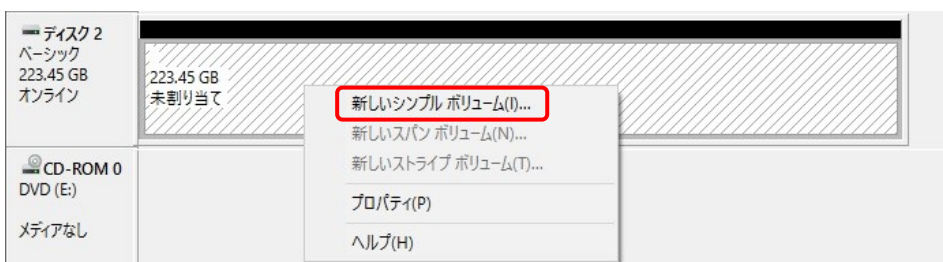 ディスク 2
ベーシック
223.45 GB
オンライン
223.45 GB
未割り当て
新しいシンプル ボリューム(I)...
新しいスパン ボリューム(N)...
新しいストライプ ボリューム(T)...
プロパティ(P)
ヘルプ(H)
CD-ROM 0
DVD (E:)
メディアなし